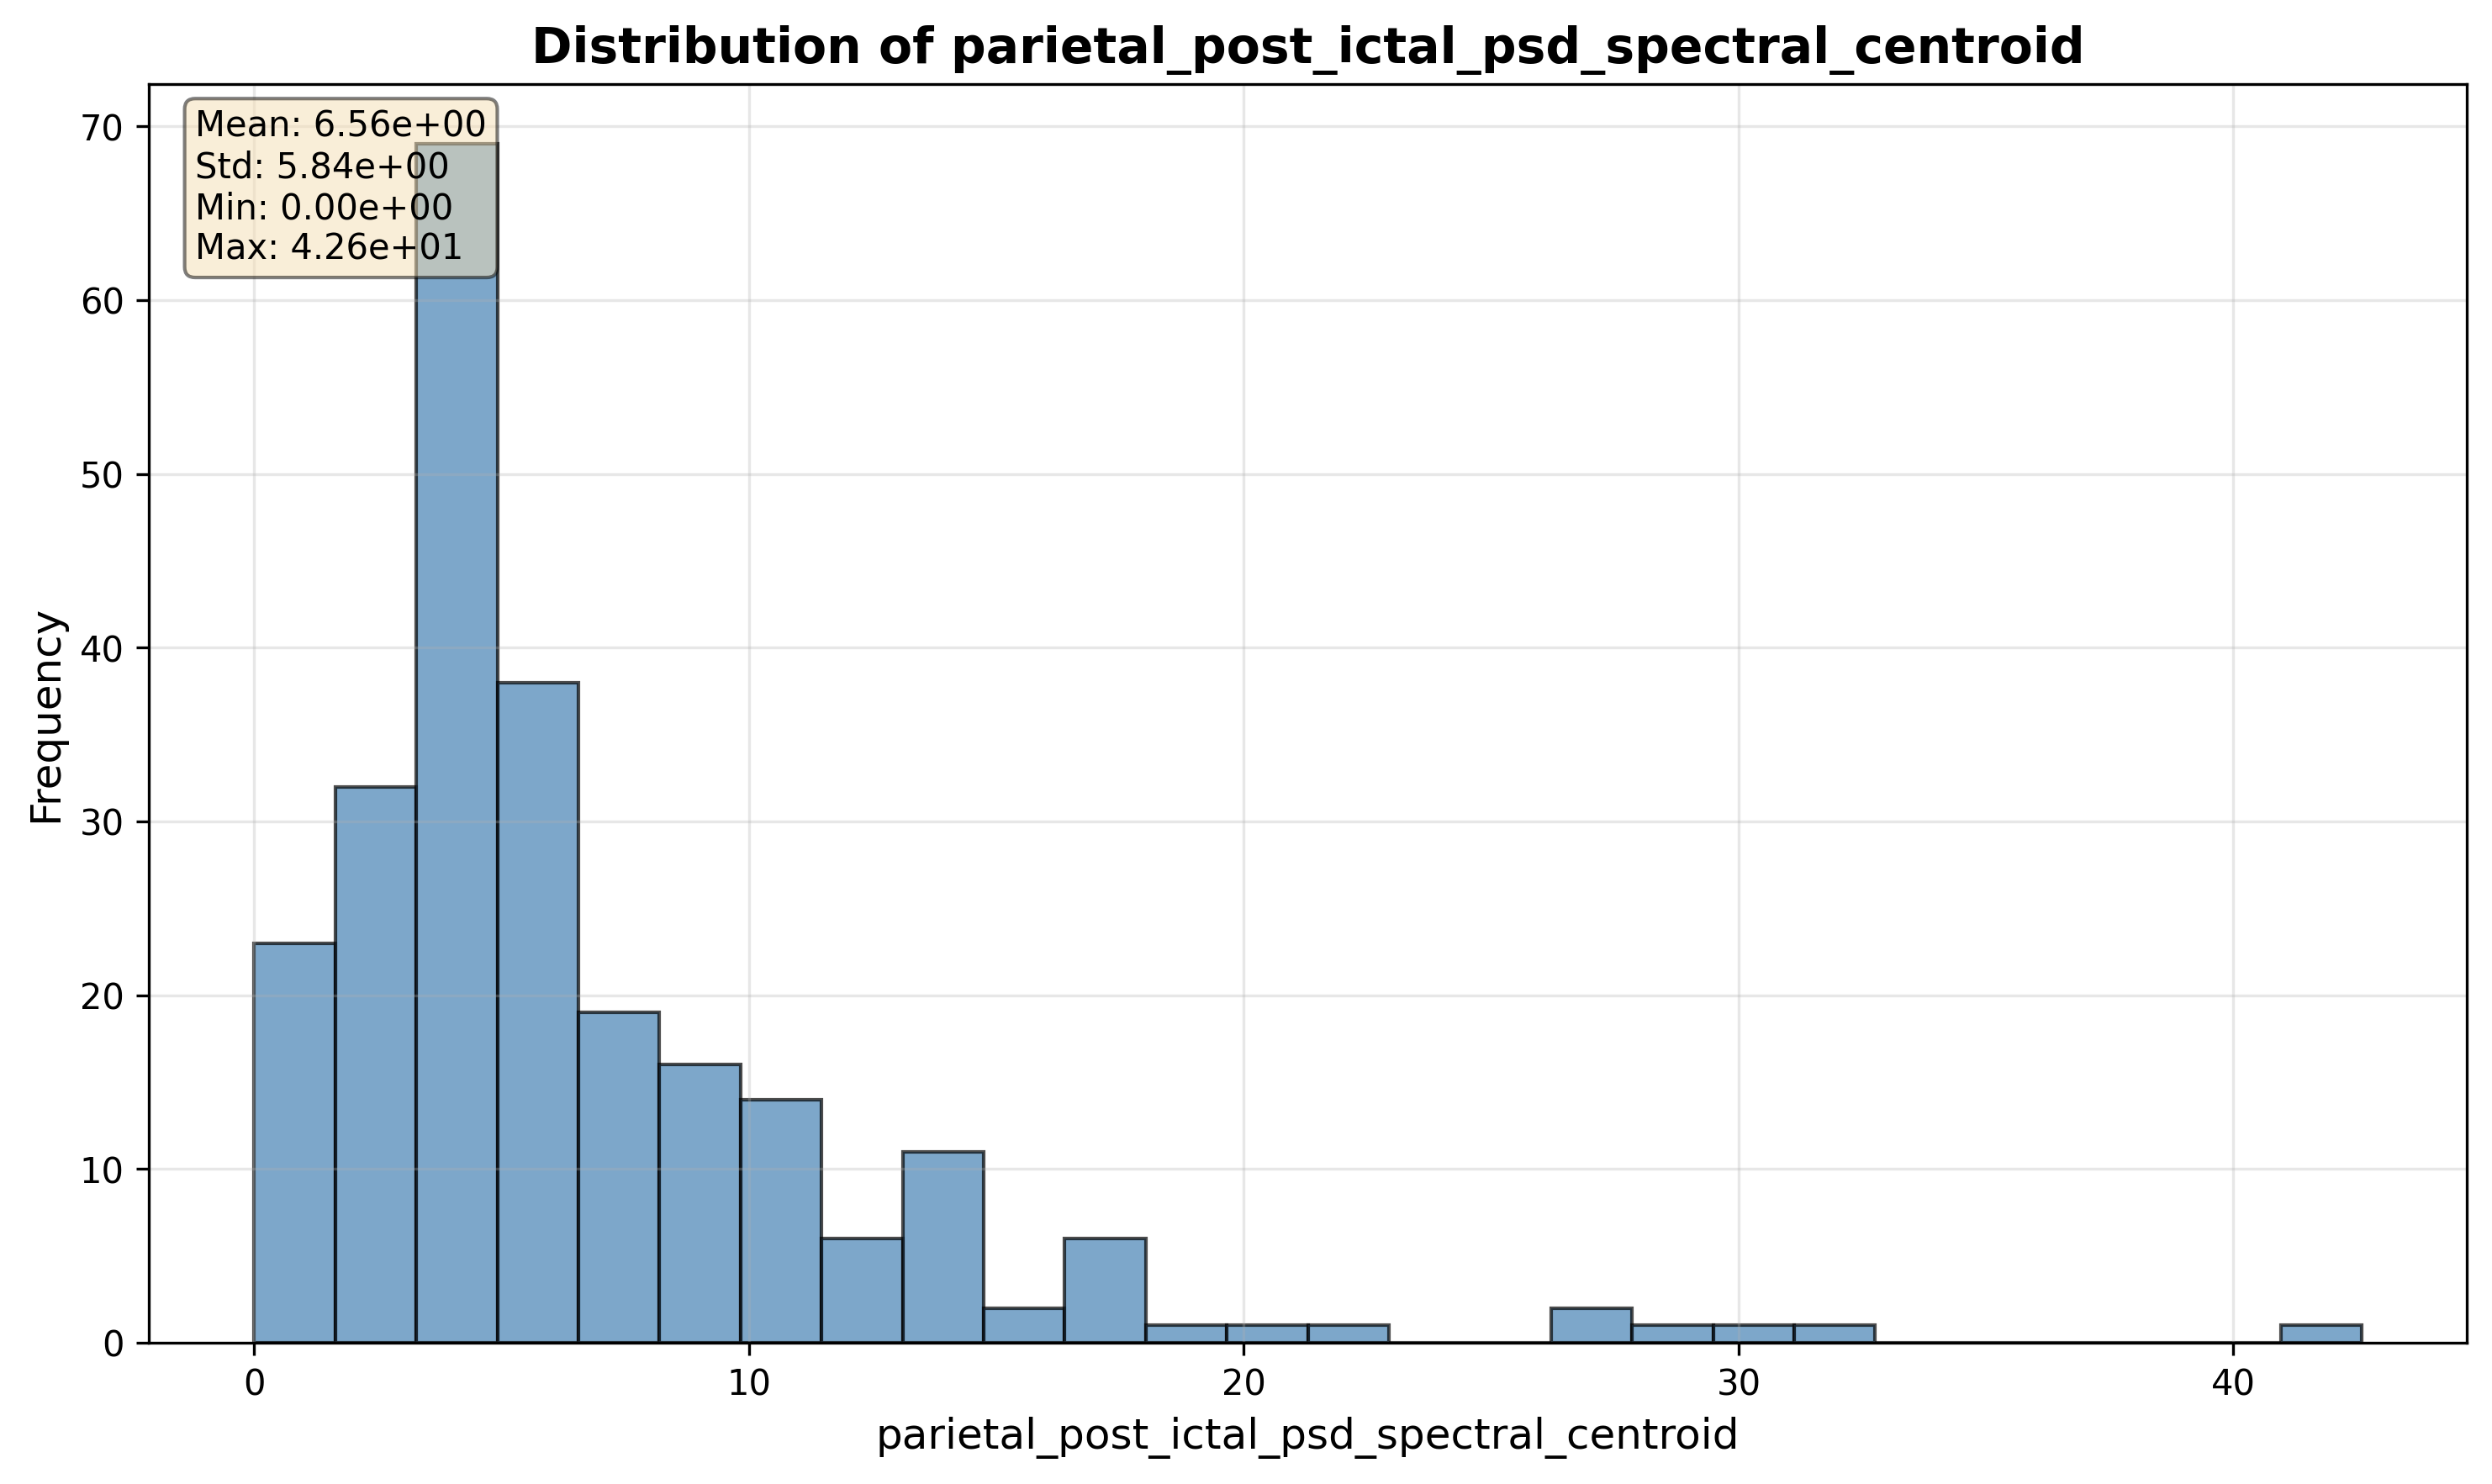 Distribution of parietal_post_ictal_psd_spectral_centroid
Mean: 6.56e+00
Std: 5.84e+00
Min: 0.00e+00
Max: 4.26e+01
Frequency
70
60
50
40
30
20
10
0
0 10 20 30 40
parietal_post_ictal_psd_spectral_centroid